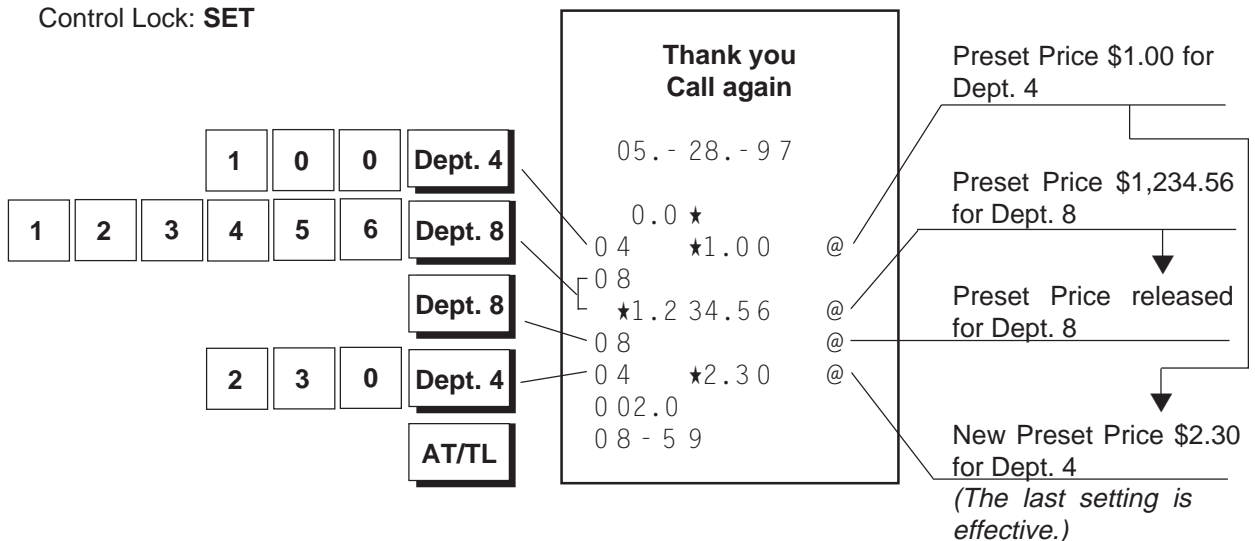 Control Lock: SET
1 0 0 Dept. 4
1 2 3 4 5 6 Dept. 8
Dept. 8
2 3 0 Dept. 4
AT/TL
Thank you
Call again
05.-28.-97
0.0 ★
04 ★1.00 @
08
★1.234.56 @
08 @
04 ★2.30 @
002.0
08-59
Preset Price $1.00 for
Dept. 4
Preset Price $1,234.56
for Dept. 8
Preset Price released
for Dept. 8
New Preset Price $2.30
for Dept. 4
(The last setting is
effective.)